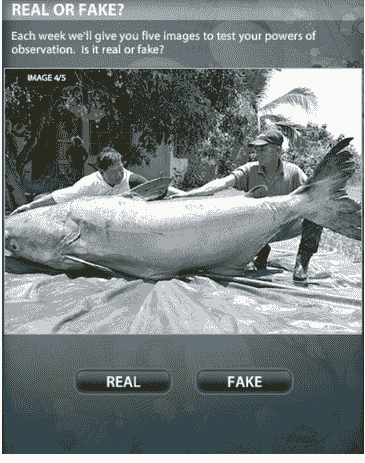 REAL OR FAKE?
Each week we'll give you five images to test your powers of
observation. Is it real or fake?
IMAGE 4/5
REAL
FAKE